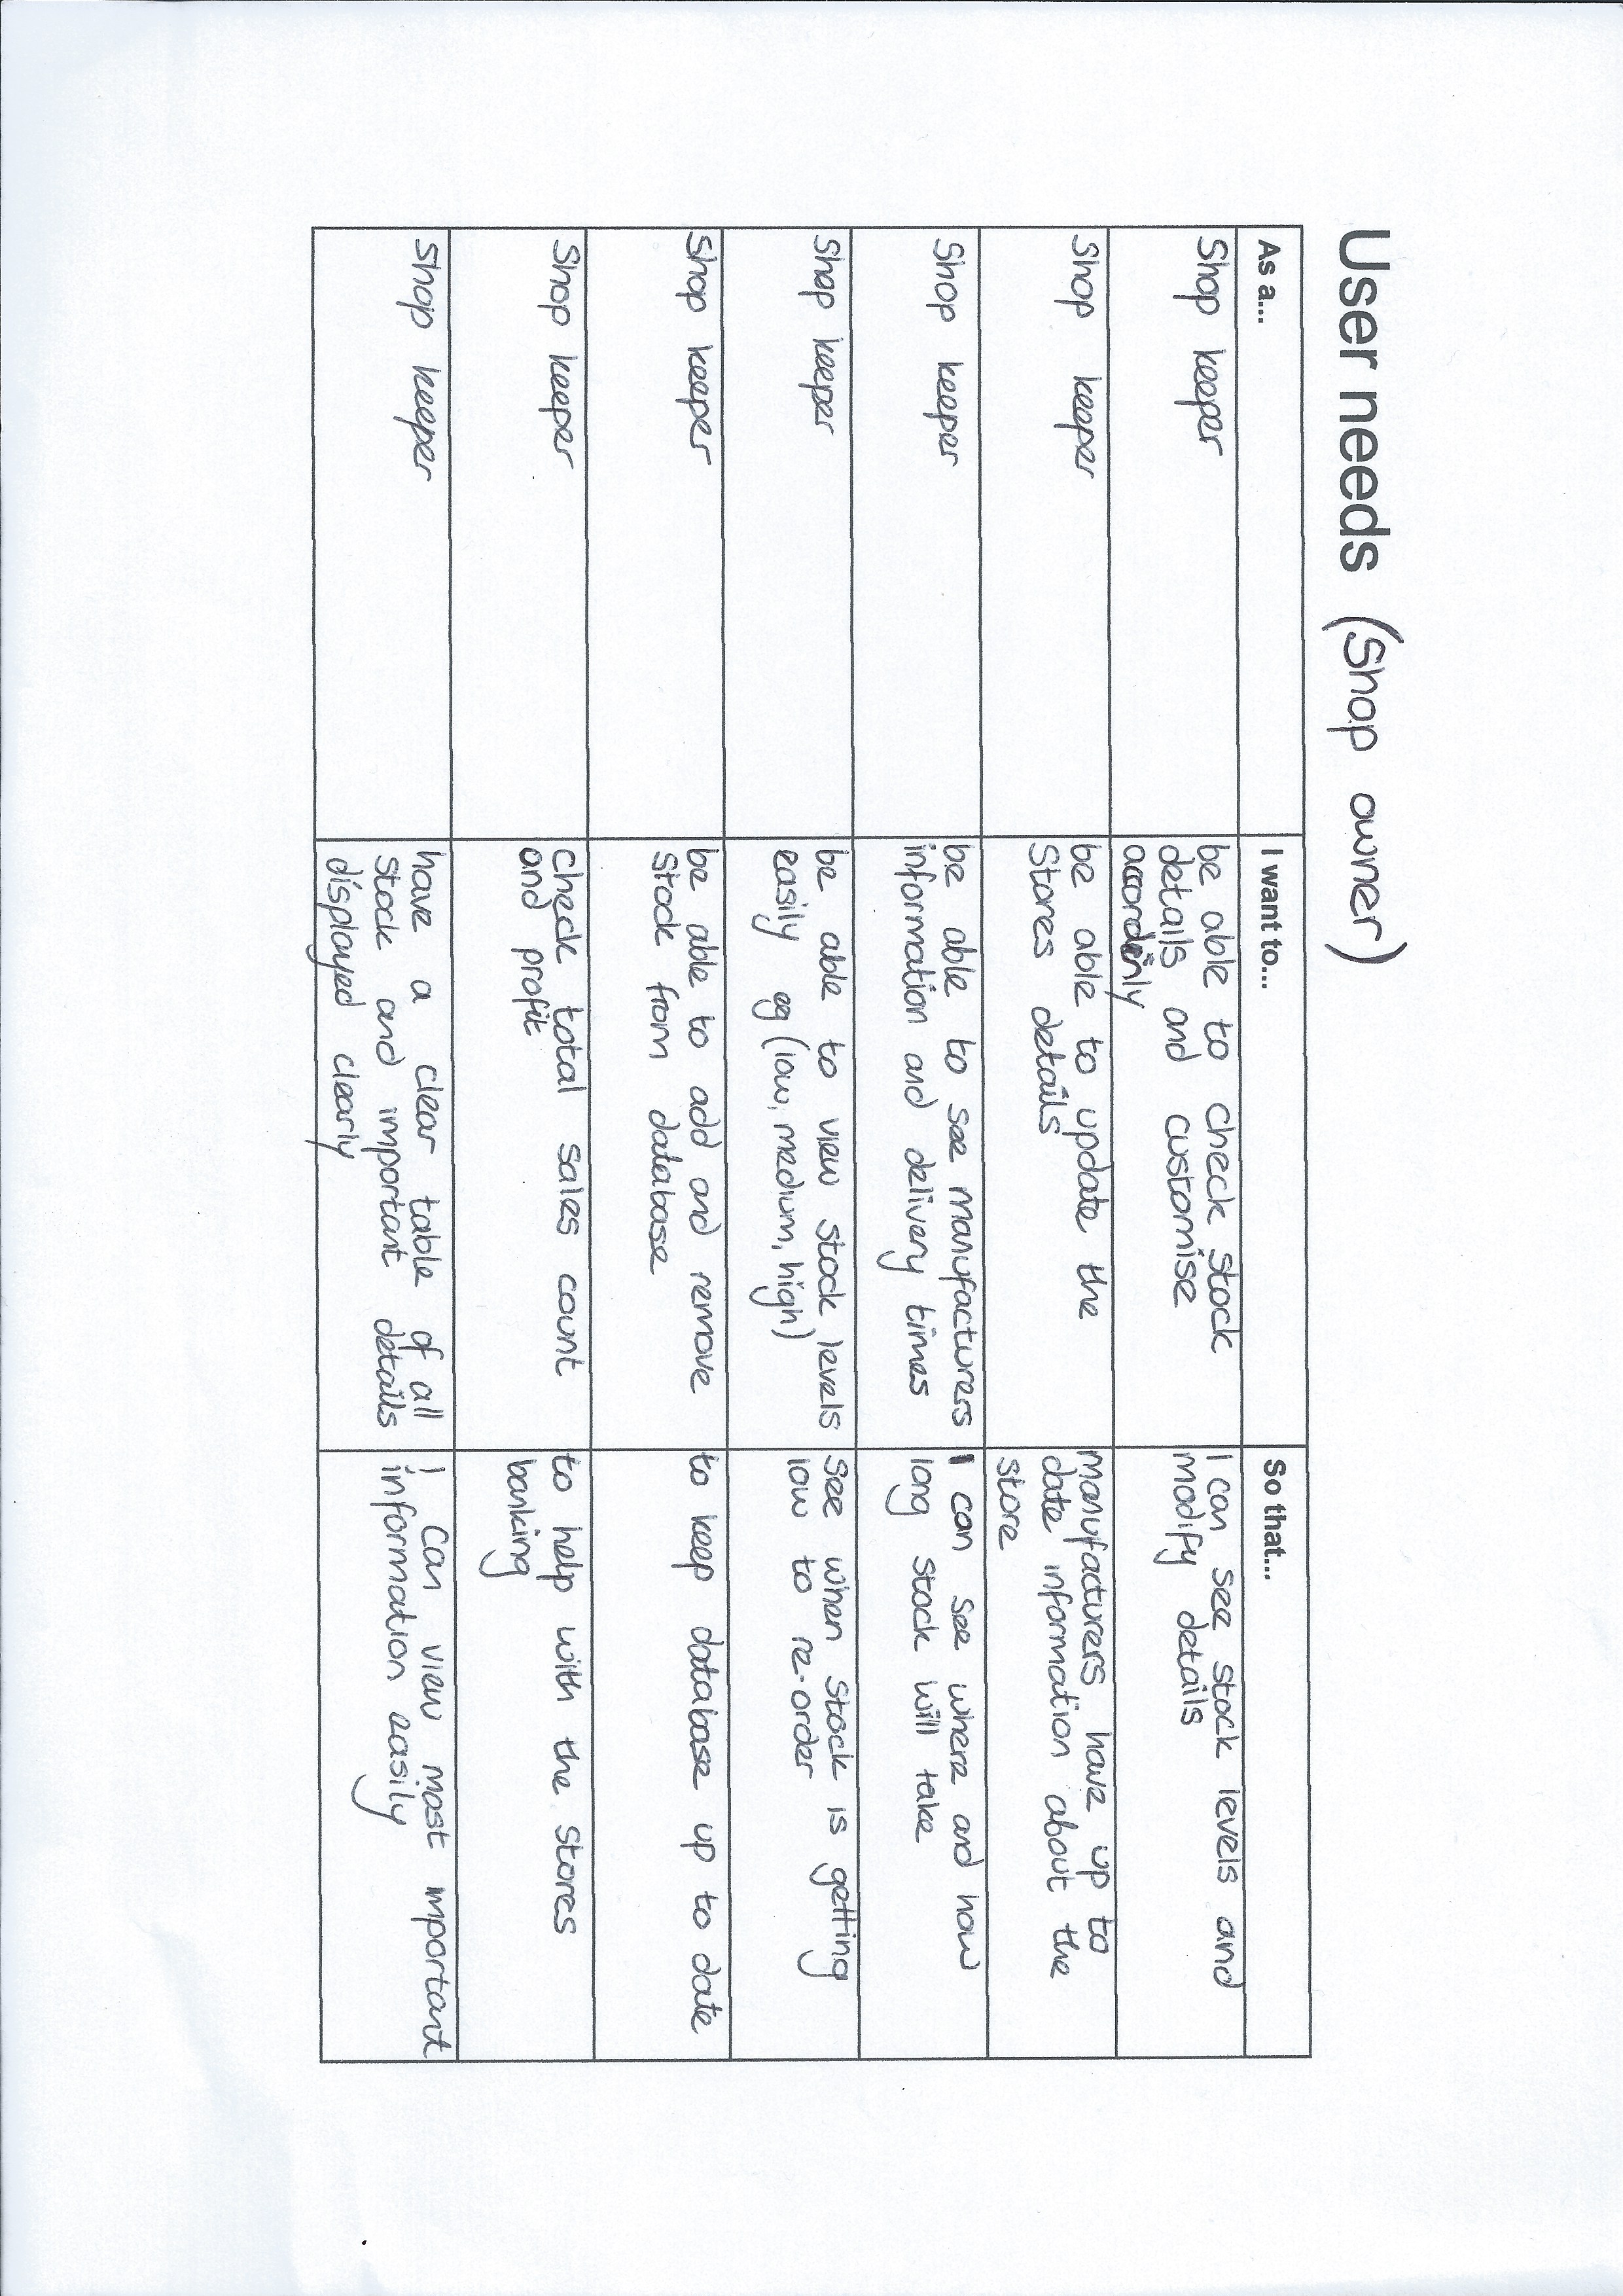 User needs (Shop owner)
As a... I want to... So that...
Shop keeper
be able to check stock
details and customise
accordinly
I can see stock levels and
modify details
Shop keeper
be able to update the
Stores details
manufacturers have up to
date information about the
store
Shop keeper
be able to see manufacturers
information and delivery times
I can see where and how
long stock will take
Shop keeper
be able to view stock levels
easily eg (low, medium, high)
See when stock is getting
low to re-order
Shop keeper
be able to add and remove
Stock from database
to keep database up to date
Shop keeper
check total sales count
and profit
to help with the stores
banking
Shop keeper
have a clear table of all
stock and important details
displayed clearly
I can view most important
information easily